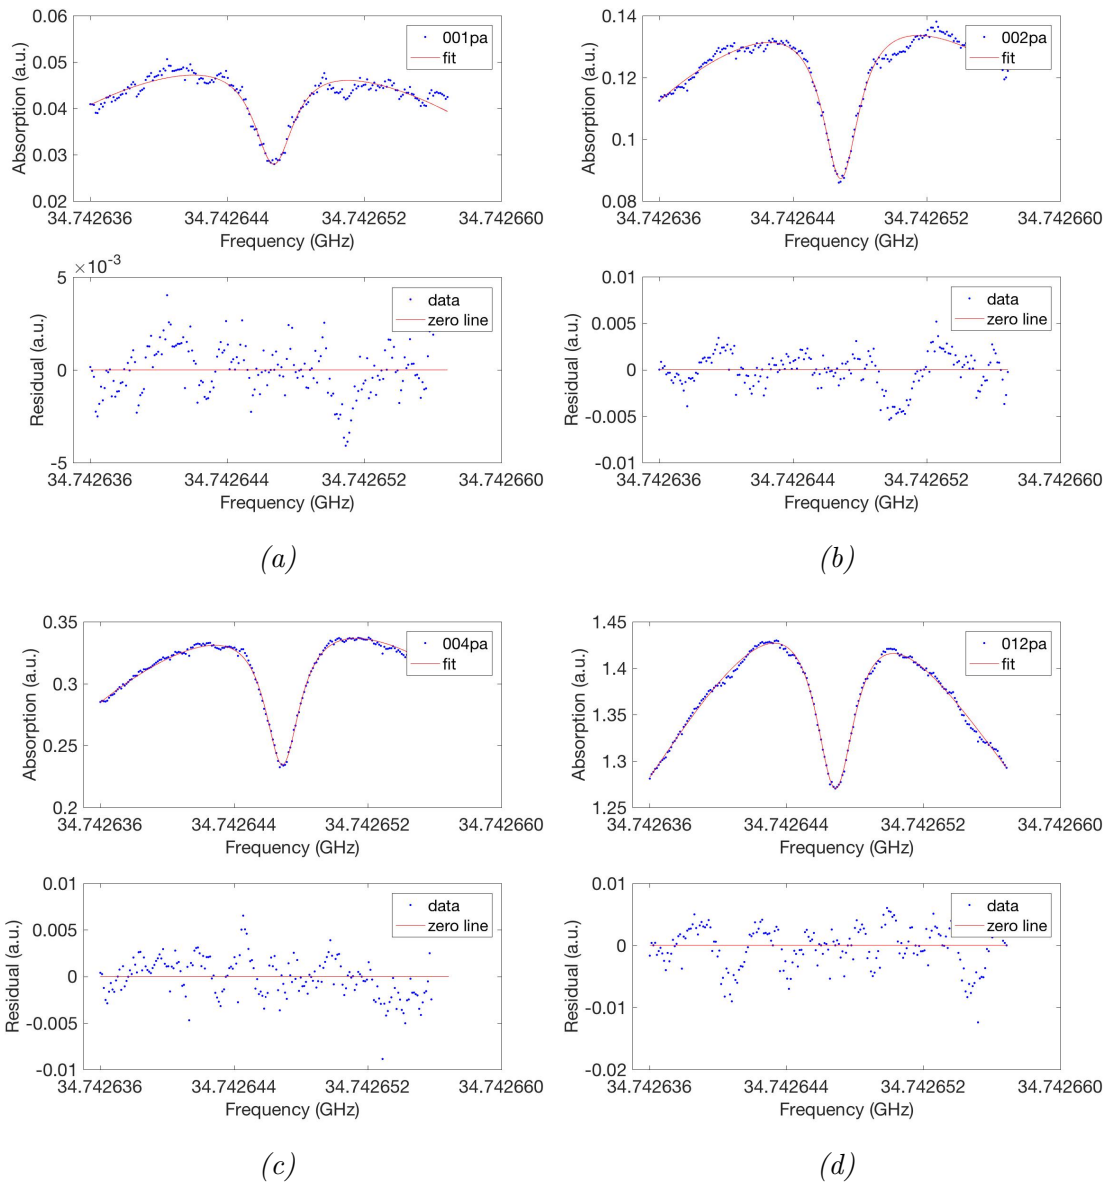 0.06
0.05
0.04
0.03
0.02
Absorption (a.u.)
001pa
fit
34.742636 34.742644 34.742652 34.742660
Frequency (GHz)
×10⁻³
5
0
-5
Residual (a.u.)
data
zero line
34.742636 34.742644 34.742652 34.742660
Frequency (GHz)
(a)
0.14
0.12
0.1
0.08
Absorption (a.u.)
002pa
fit
34.742636 34.742644 34.742652 34.742660
Frequency (GHz)
0.01
0.005
0
-0.005
-0.01
Residual (a.u.)
data
zero line
34.742636 34.742644 34.742652 34.742660
Frequency (GHz)
(b)
0.35
0.3
0.25
0.2
Absorption (a.u.)
004pa
fit
34.742636 34.742644 34.742652 34.742660
Frequency (GHz)
0.01
0.005
0
-0.005
-0.01
Residual (a.u.)
data
zero line
34.742636 34.742644 34.742652 34.742660
Frequency (GHz)
(c)
1.45
1.4
1.35
1.3
1.25
Absorption (a.u.)
012pa
fit
34.742636 34.742644 34.742652 34.742660
Frequency (GHz)
0.01
0
-0.01
-0.02
Residual (a.u.)
data
zero line
34.742636 34.742644 34.742652 34.742660
Frequency (GHz)
(d)